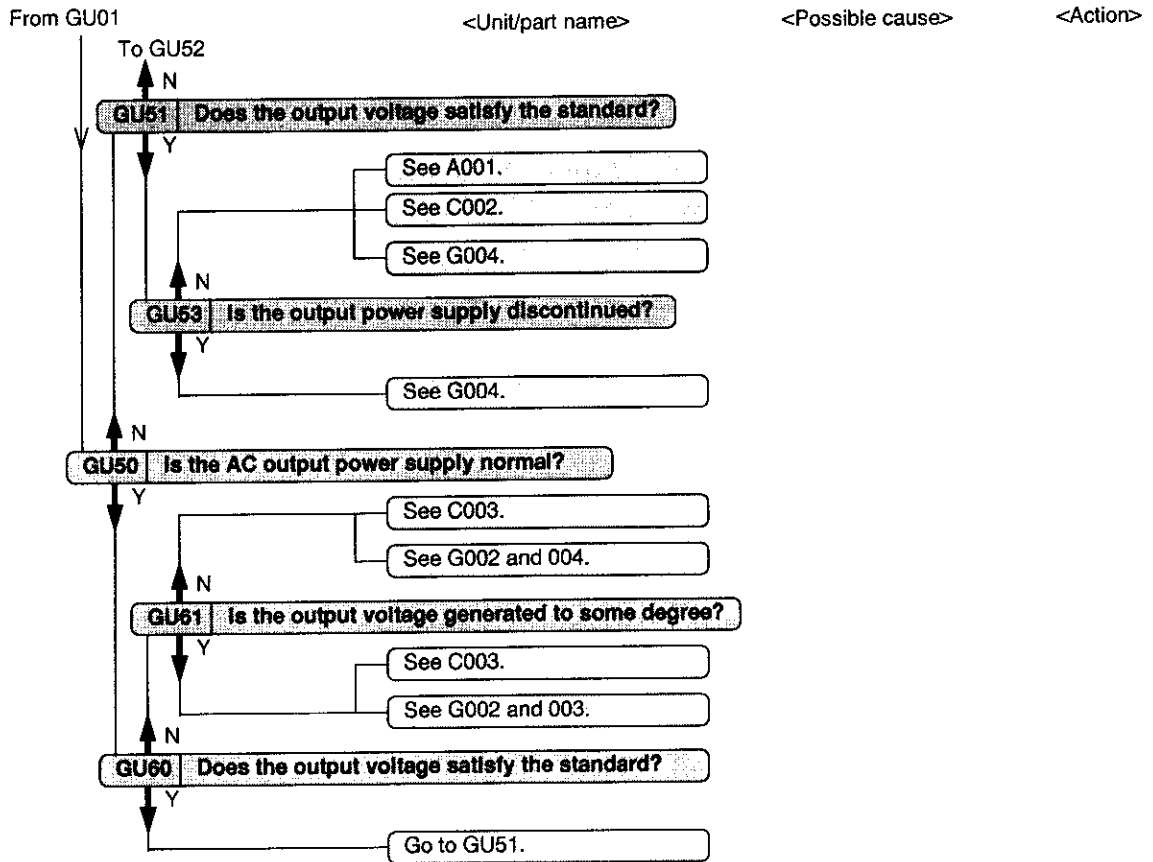 From GU01 <Unit/part name> <Possible cause> <Action>
To GU52
N
GU51 Does the output voltage satisfy the standard?
Y
See A001.
See C002.
See G004.
N
GU53 Is the output power supply discontinued?
Y
See G004.
N
GU50 Is the AC output power supply normal?
Y
See C003.
See G002 and 004.
N
GU61 Is the output voltage generated to some degree?
Y
See C003.
See G002 and 003.
N
GU60 Does the output voltage satisfy the standard?
Y
Go to GU51.